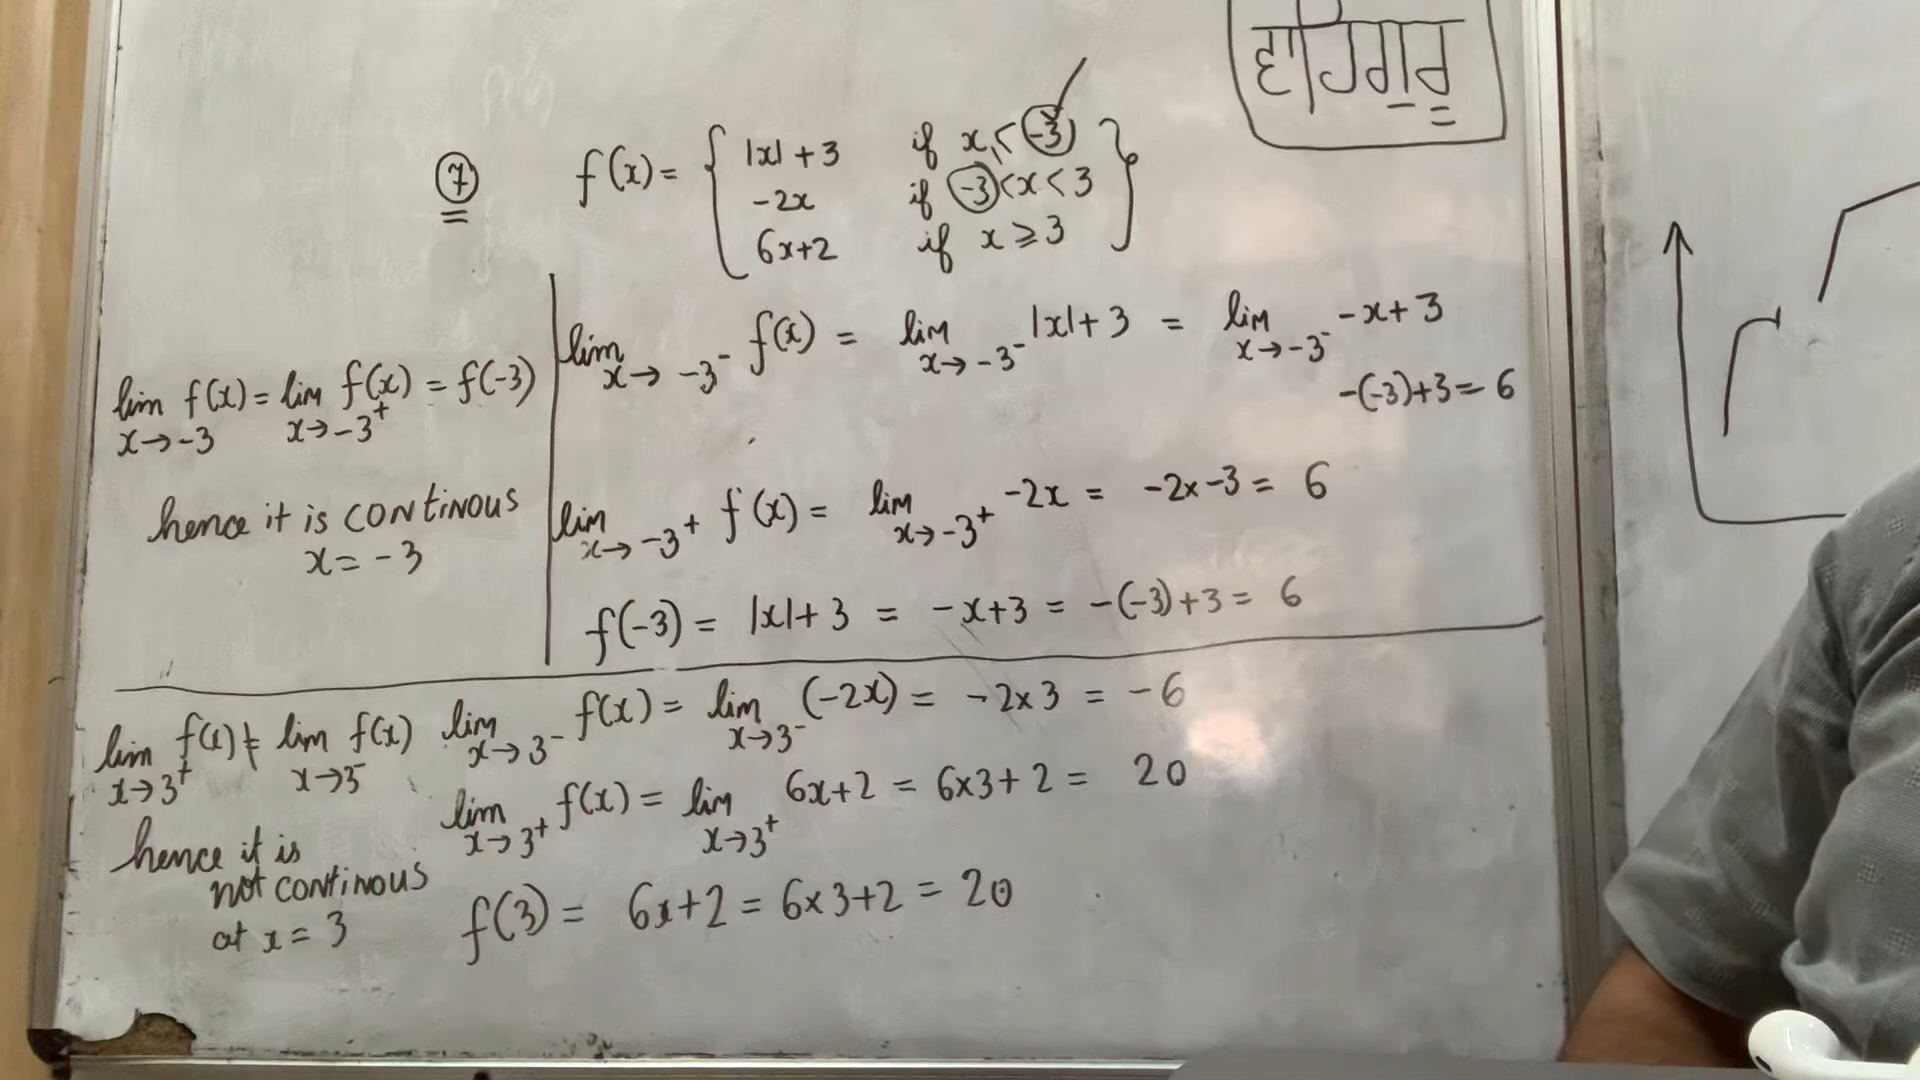 ਵਾਹਿਗੁਰੂ
7 f(x) = { |x| + 3 if x ≤ -3
-2x if -3 < x < 3
6x+2 if x ≥ 3 }
lim x→-3 f(x) = lim x→-3⁺ f(x) = f(-3)
hence it is continous
x = -3
lim x→-3⁻ f(x) = lim x→-3⁻ |x|+3 = lim x→-3⁻ -x+3
-(-3)+3 = 6
lim x→-3⁺ f(x) = lim x→-3⁺ -2x = -2x-3 = 6
f(-3) = |x|+3 = -x+3 = -(-3)+3 = 6
lim x→3⁺ f(x) ≠ lim x→3⁻ f(x)
hence it is
not continous
at x = 3
lim x→3⁻ f(x) = lim x→3⁻ (-2x) = -2x3 = -6
lim x→3⁺ f(x) = lim x→3⁺ 6x+2 = 6x3+2 = 20
f(3) = 6x+2 = 6x3+2 = 20